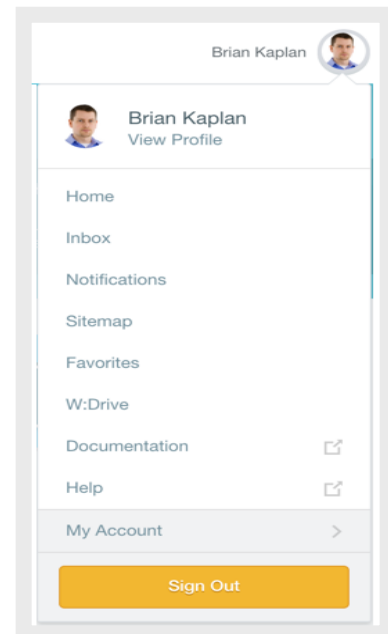 Brian Kaplan
Brian Kaplan
View Profile
Home
Inbox
Notifications
Sitemap
Favorites
W:Drive
Documentation
Help
My Account
Sign Out